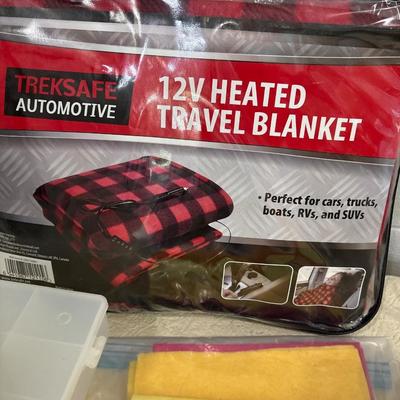 TREKSAFE
AUTOMOTIVE
12V HEATED
TRAVEL BLANKET
• Perfect for cars, trucks,
boats, RVs, and SUVs